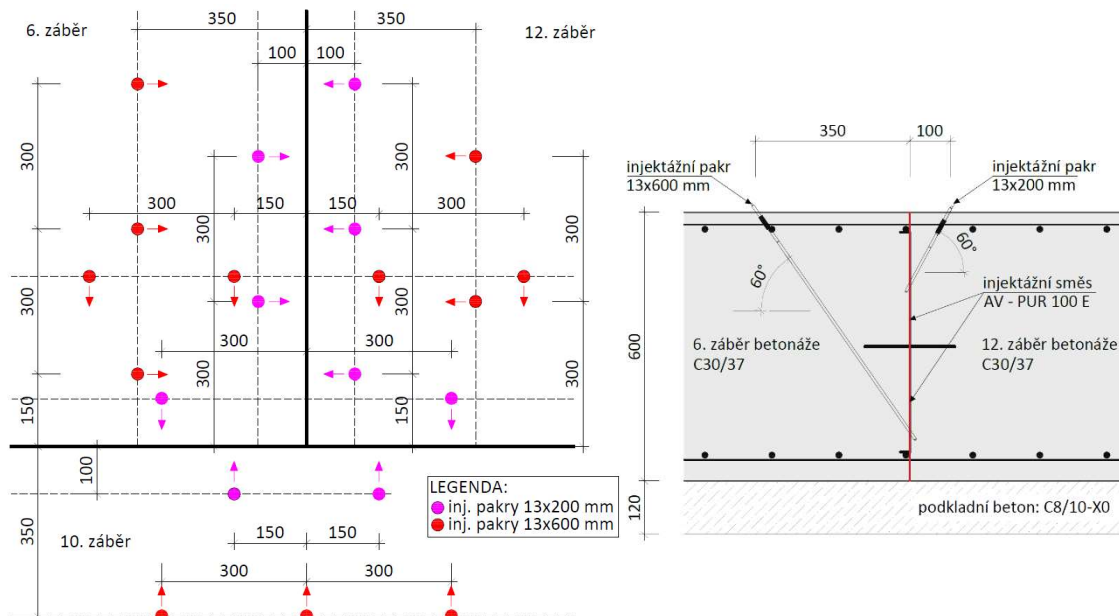 6. záběr
350
350
12. záběr
100
100
300
300
300
300
300
150
150
300
300
300
300
300
300
300
150
150
100
350
10. záběr
150
150
300
300
LEGENDA:
inj. pakry 13x200 mm
inj. pakry 13x600 mm
350
100
injektážní pakr
13x600 mm
injektážní pakr
13x200 mm
60°
60°
injektážní směs
AV - PUR 100 E
600
6. záběr betonáže
C30/37
12. záběr betonáže
C30/37
120
podkladní beton: C8/10-X0